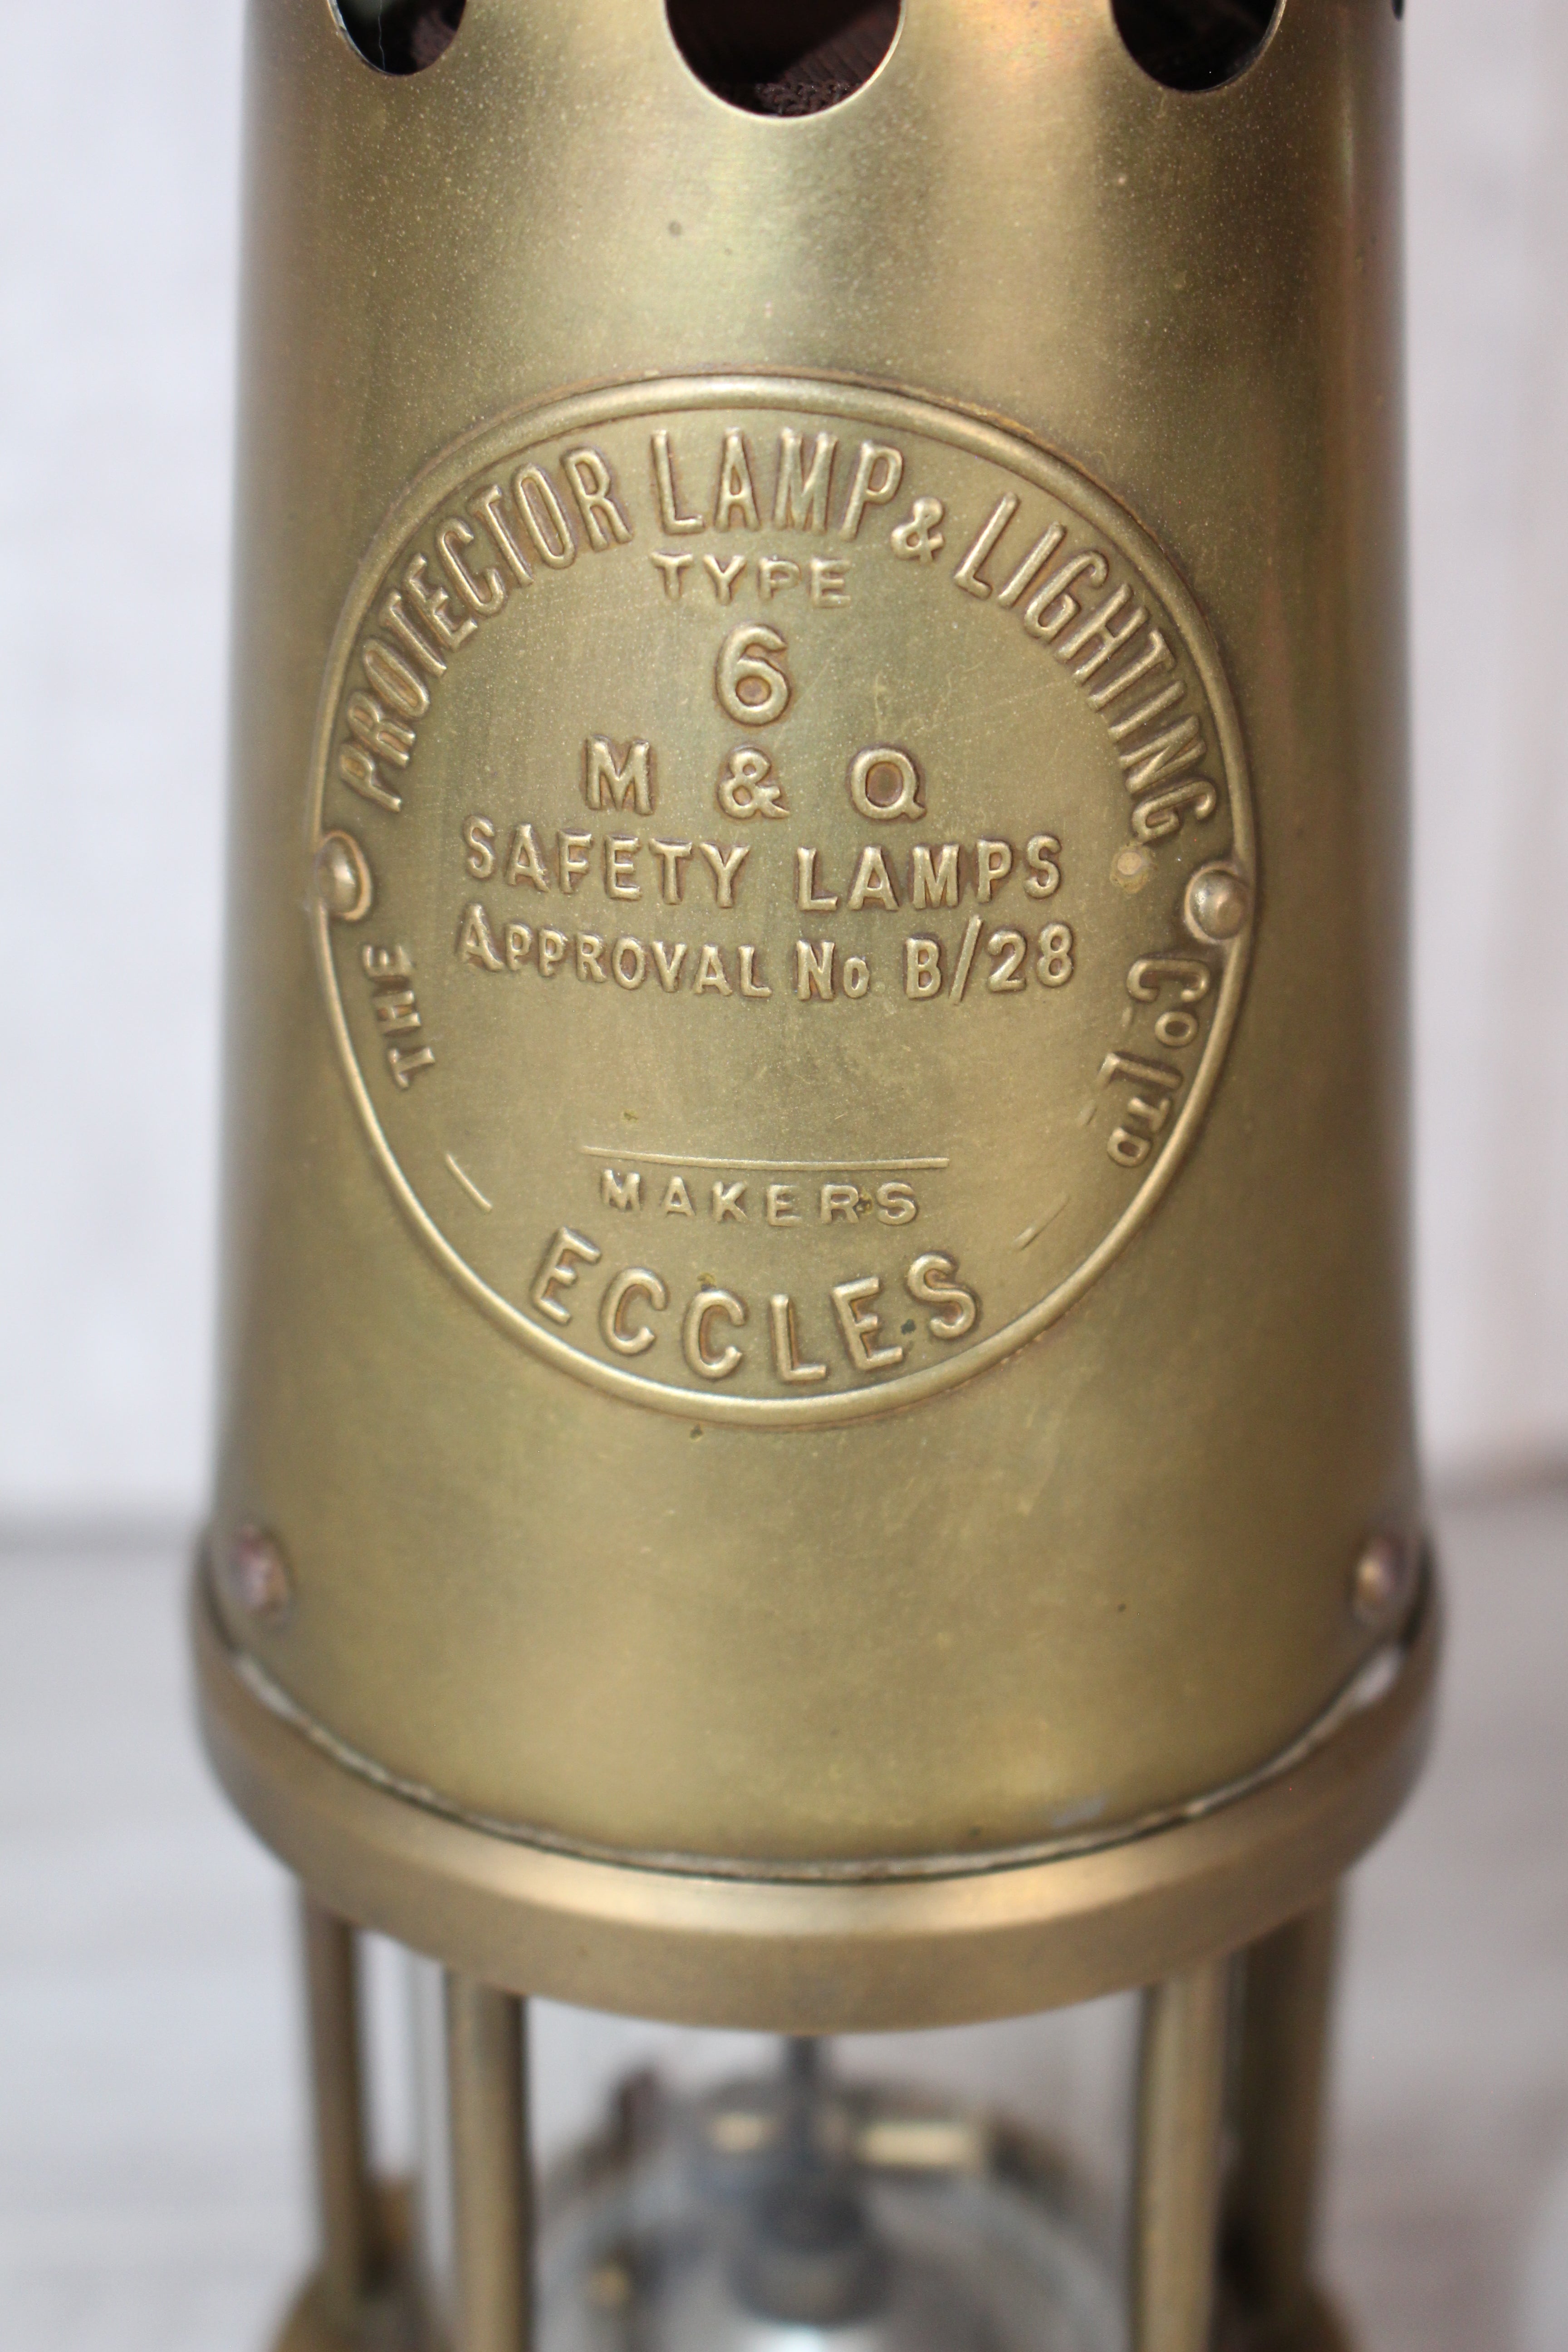 THE PROTECTOR LAMP & LIGHTING Co LTD
TYPE
6
M & Q
SAFETY LAMPS
APPROVAL No B/28
MAKERS
ECCLES